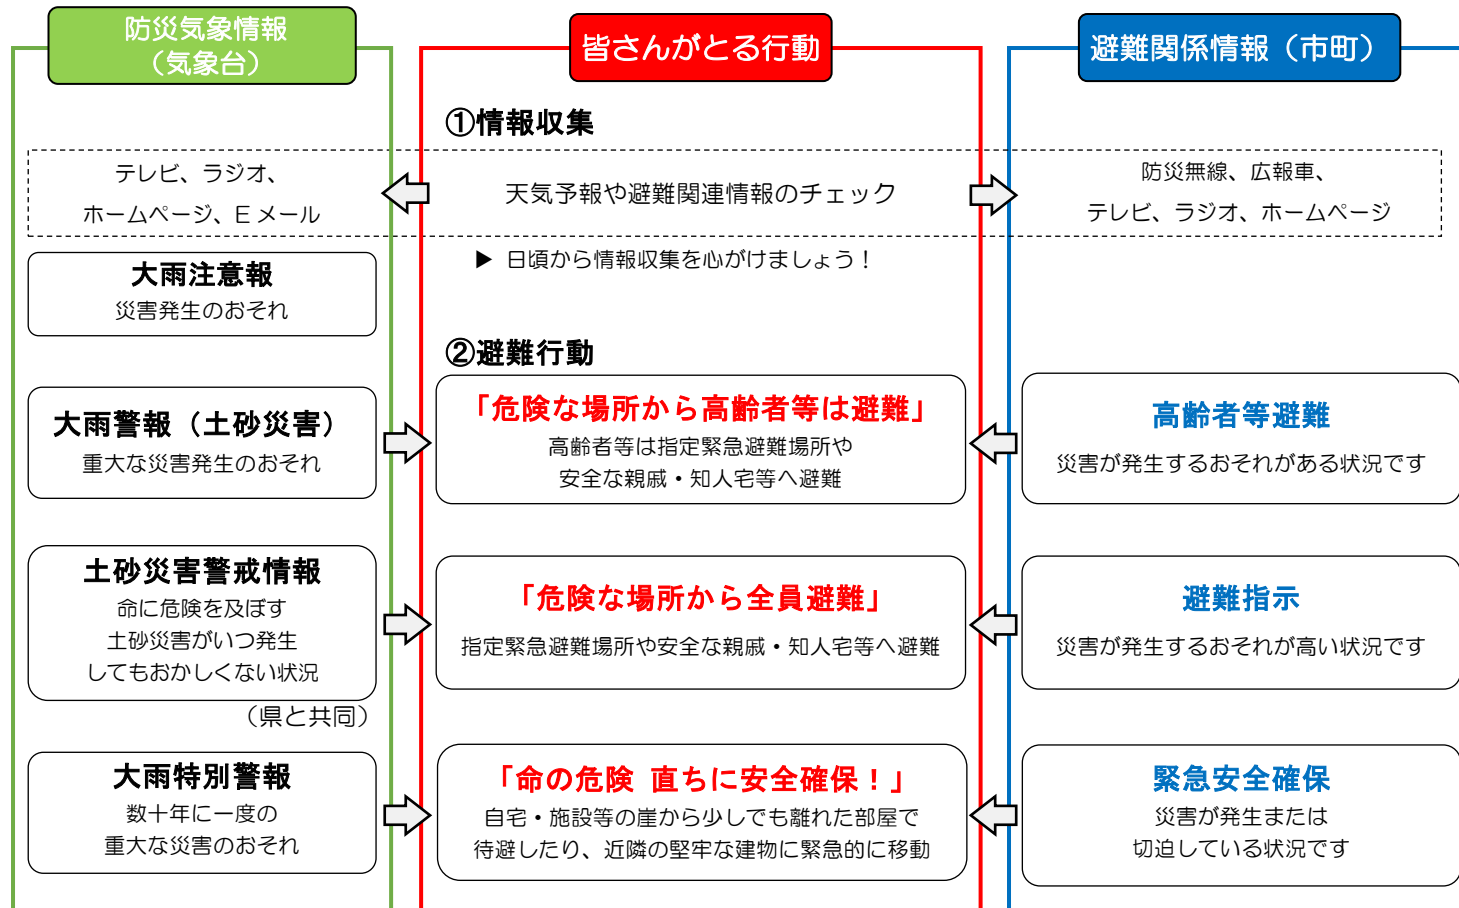 防災気象情報
（気象台）
皆さんがとる行動
避難関係情報（市町）
①情報収集
テレビ、ラジオ、
ホームページ、Eメール
天気予報や避難関連情報のチェック
防災無線、広報車、
テレビ、ラジオ、ホームページ
▶ 日頃から情報収集を心がけましょう！
大雨注意報
災害発生のおそれ
②避難行動
大雨警報（土砂災害）
重大な災害発生のおそれ
「危険な場所から高齢者等は避難」
高齢者等は指定緊急避難場所や
安全な親戚・知人宅等へ避難
高齢者等避難
災害が発生するおそれがある状況です
土砂災害警戒情報
命に危険を及ぼす
土砂災害がいつ発生
してもおかしくない状況
（県と共同）
「危険な場所から全員避難」
指定緊急避難場所や安全な親戚・知人宅等へ避難
避難指示
災害が発生するおそれが高い状況です
大雨特別警報
数十年に一度の
重大な災害のおそれ
「命の危険 直ちに安全確保！」
自宅・施設等の崖から少しでも離れた部屋で
待避したり、近隣の堅牢な建物に緊急的に移動
緊急安全確保
災害が発生または
切迫している状況です